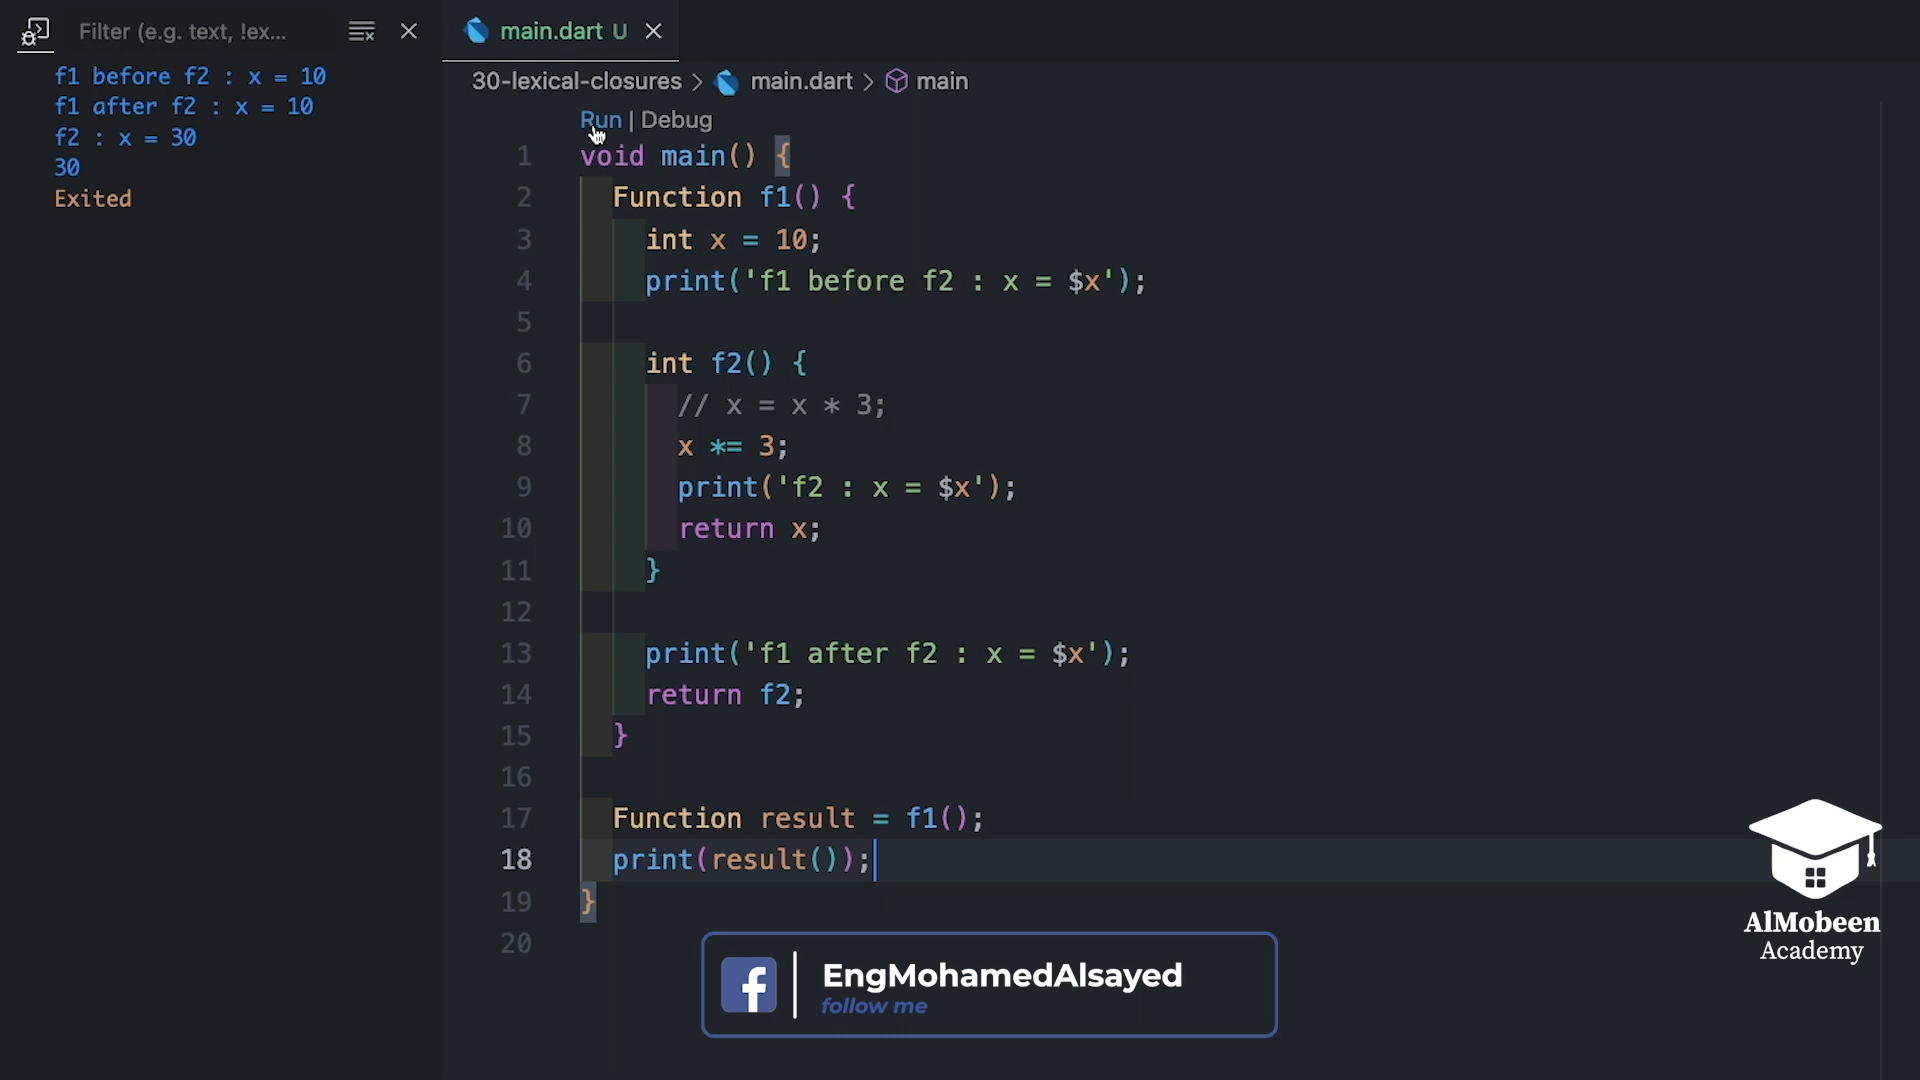 Filter (e.g. text, !ex...
f1 before f2 : x = 10
f1 after f2 : x = 10
f2 : x = 30
30
Exited
main.dart U
30-lexical-closures > main.dart > main
Run | Debug
1 void main() {
2 Function f1() {
3 int x = 10;
4 print('f1 before f2 : x = $x');
5
6 int f2() {
7 // x = x * 3;
8 x *= 3;
9 print('f2 : x = $x');
10 return x;
11 }
12
13 print('f1 after f2 : x = $x');
14 return f2;
15 }
16
17 Function result = f1();
18 print(result());
19 }
20
EngMohamedAlsayed
follow me
AlMobeen
Academy